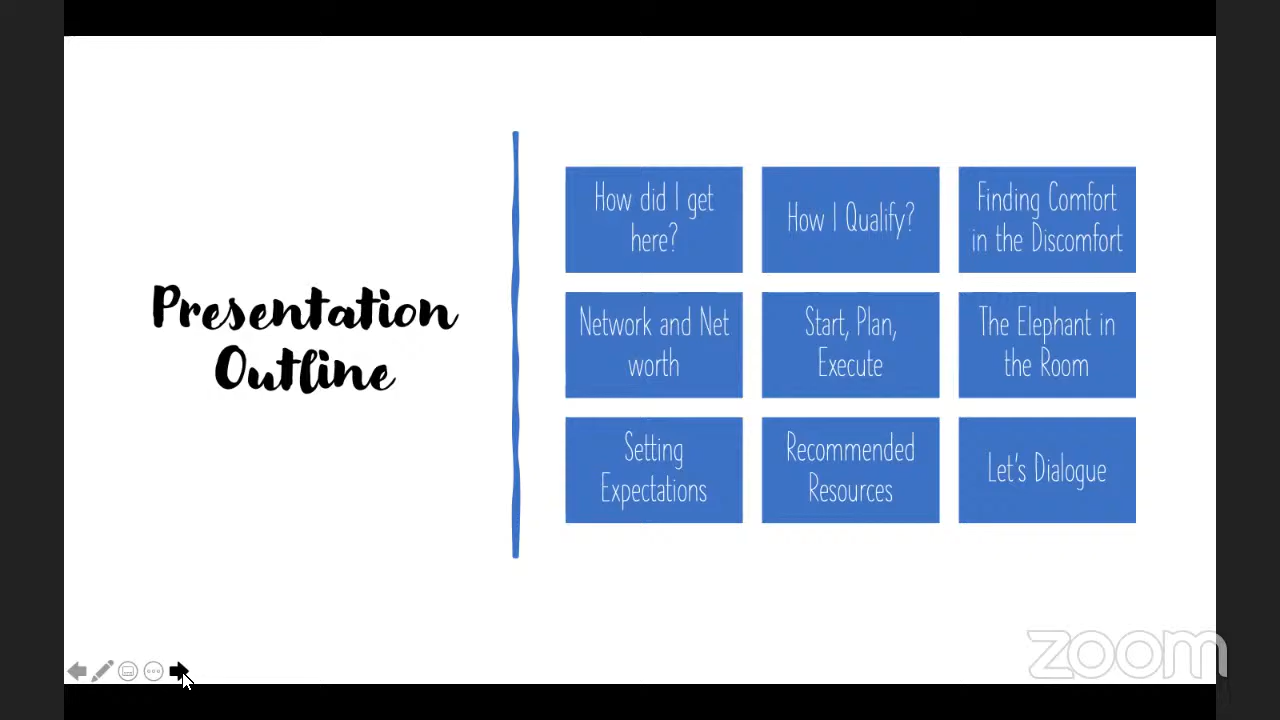 Presentation
Outline
How did I get
here?
How I Qualify?
Finding Comfort
in the Discomfort
Network and Net
worth
Start, Plan,
Execute
The Elephant in
the Room
Setting
Expectations
Recommended
Resources
Let's Dialogue
zoom